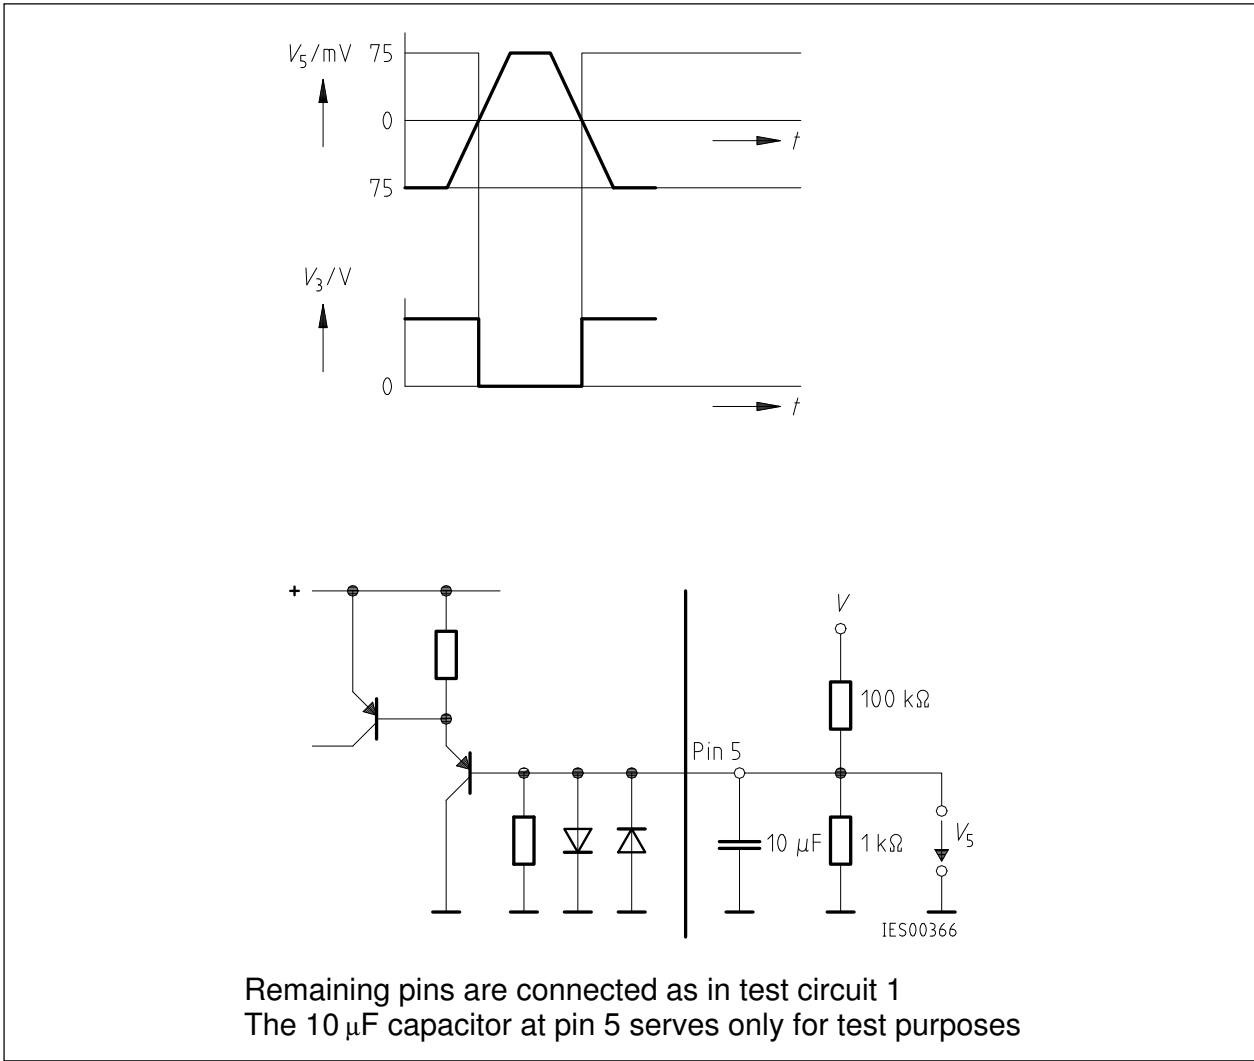 V5/mV
75
0
t
75
V3/V
0
t
+
V
100 kΩ
Pin 5
10 μF
1 kΩ
V5
IES00366
Remaining pins are connected as in test circuit 1
The 10 μF capacitor at pin 5 serves only for test purposes